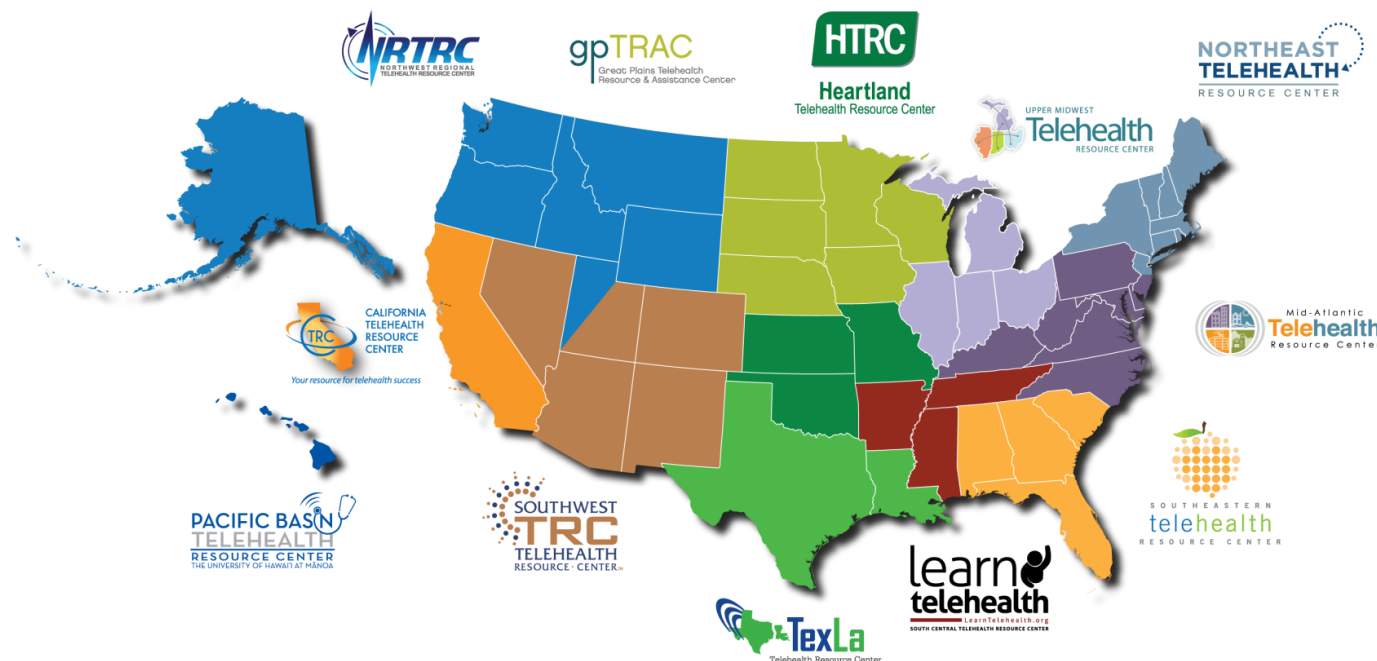 NRTRC
NORTHWEST REGIONAL
TELEHEALTH RESOURCE CENTER
gpTRAC
Great Plains Telehealth
Resource & Assistance Center
HTRC
Heartland
Telehealth Resource Center
NORTHEAST
TELEHEALTH
RESOURCE CENTER
UPPER MIDWEST
Telehealth
RESOURCE CENTER
TRC
CALIFORNIA
TELEHEALTH
RESOURCE
CENTER
Your resource for telehealth success
Mid-Atlantic
Telehealth
Resource Center
PACIFIC BASIN
TELEHEALTH
RESOURCE CENTER
THE UNIVERSITY OF HAWAI'I AT MĀNOA
SOUTHWEST
TRC
TELEHEALTH
RESOURCE · CENTER™
SOUTHEASTERN
telehealth
RESOURCE CENTER
learn
telehealth
LearnTelehealth.org
SOUTH CENTRAL TELEHEALTH RESOURCE CENTER
TexLa
Telehealth Resource Center